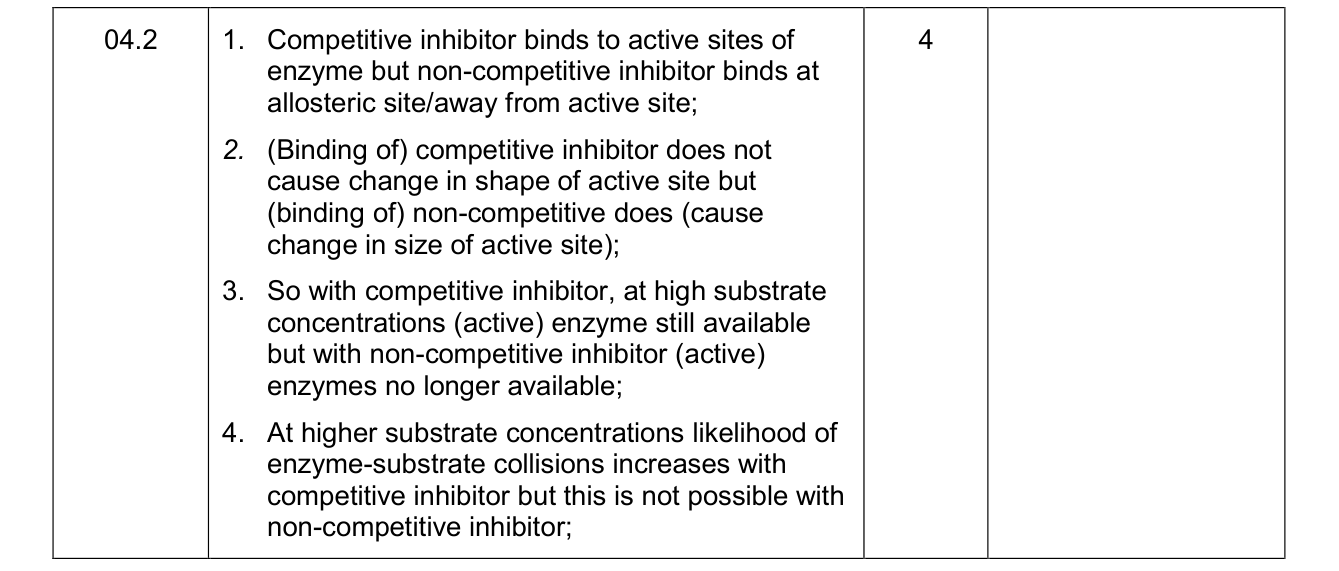 04.2 1. Competitive inhibitor binds to active sites of 4
enzyme but non-competitive inhibitor binds at
allosteric site/away from active site;
2. (Binding of) competitive inhibitor does not
cause change in shape of active site but
(binding of) non-competitive does (cause
change in size of active site);
3. So with competitive inhibitor, at high substrate
concentrations (active) enzyme still available
but with non-competitive inhibitor (active)
enzymes no longer available;
4. At higher substrate concentrations likelihood of
enzyme-substrate collisions increases with
competitive inhibitor but this is not possible with
non-competitive inhibitor;